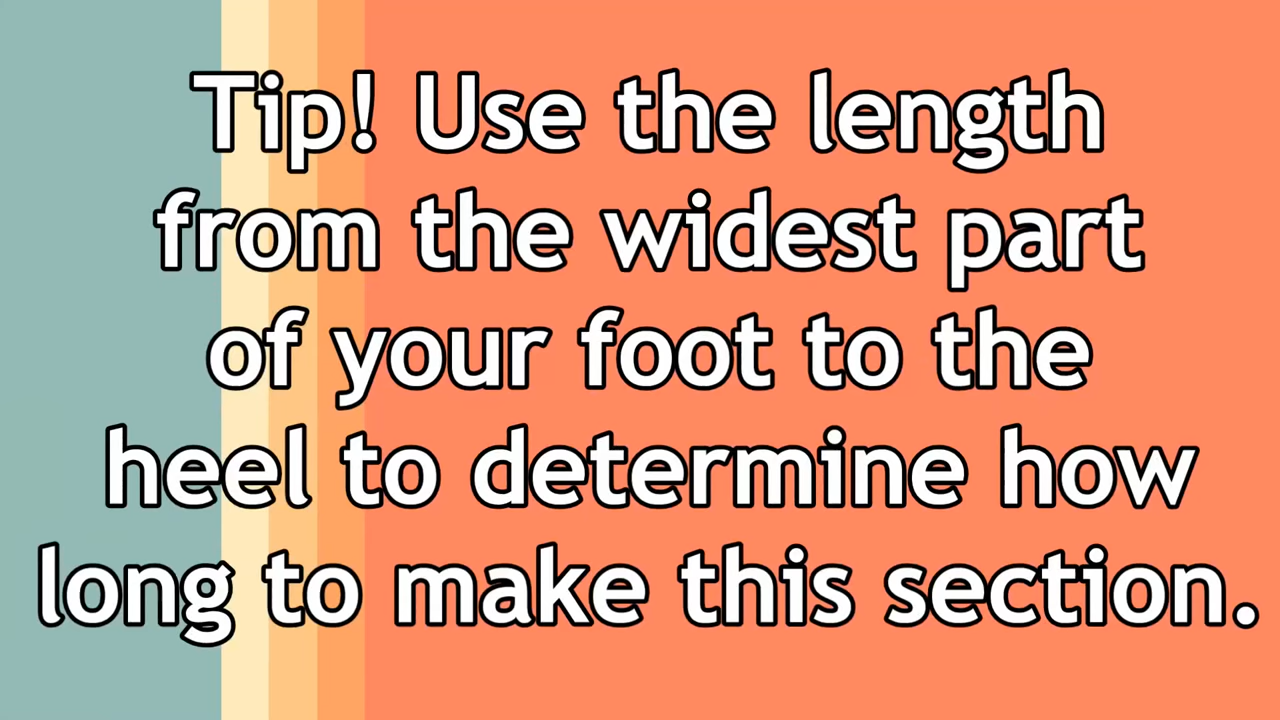 Tip! Use the length
from the widest part
of your foot to the
heel to determine how
long to make this section.